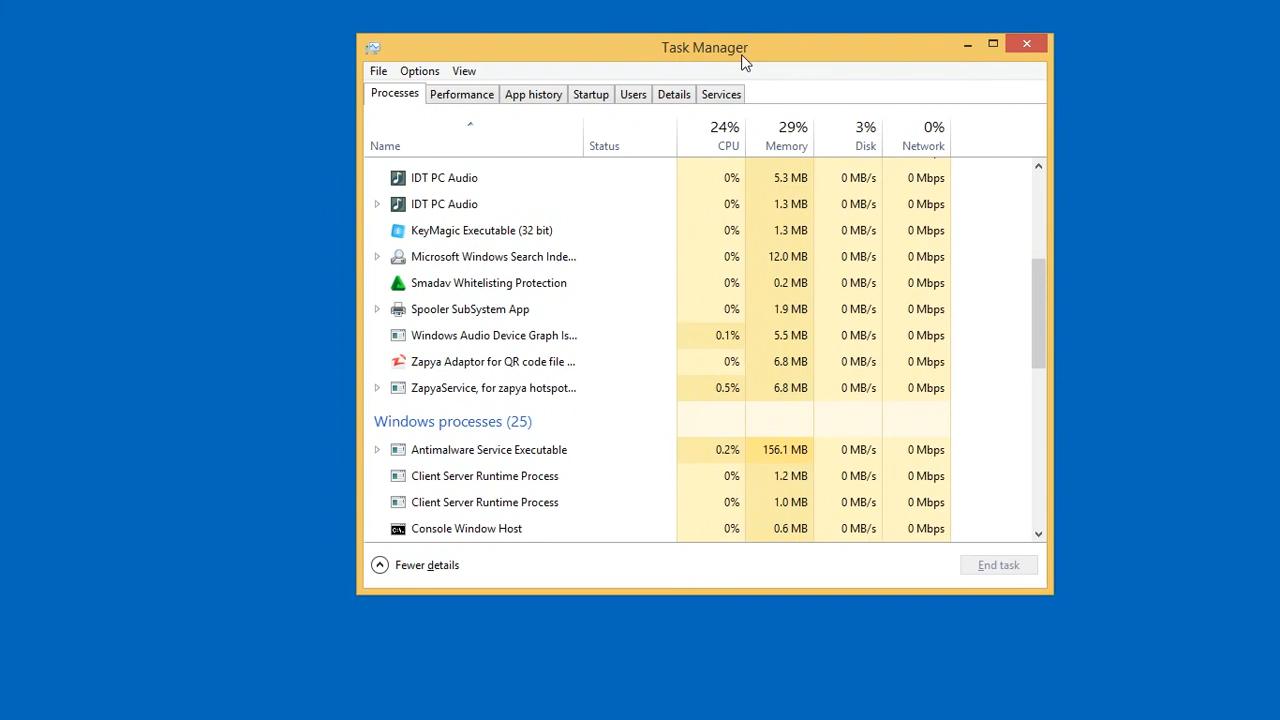 Task Manager
File Options View
Processes Performance App history Startup Users Details Services
24% 29% 3% 0%
Name Status CPU Memory Disk Network
IDT PC Audio 0% 5.3 MB 0 MB/s 0 Mbps
IDT PC Audio 0% 1.3 MB 0 MB/s 0 Mbps
KeyMagic Executable (32 bit) 0% 1.3 MB 0 MB/s 0 Mbps
Microsoft Windows Search Inde... 0% 12.0 MB 0 MB/s 0 Mbps
Smadav Whitelisting Protection 0% 0.2 MB 0 MB/s 0 Mbps
Spooler SubSystem App 0% 1.9 MB 0 MB/s 0 Mbps
Windows Audio Device Graph Is... 0.1% 5.5 MB 0 MB/s 0 Mbps
Zapya Adaptor for QR code file ... 0% 6.8 MB 0 MB/s 0 Mbps
ZapyaService, for zapya hotspot... 0.5% 6.8 MB 0 MB/s 0 Mbps
Windows processes (25)
Antimalware Service Executable 0.2% 156.1 MB 0 MB/s 0 Mbps
Client Server Runtime Process 0% 1.2 MB 0 MB/s 0 Mbps
Client Server Runtime Process 0% 1.0 MB 0 MB/s 0 Mbps
Console Window Host 0% 0.6 MB 0 MB/s 0 Mbps
Fewer details End task